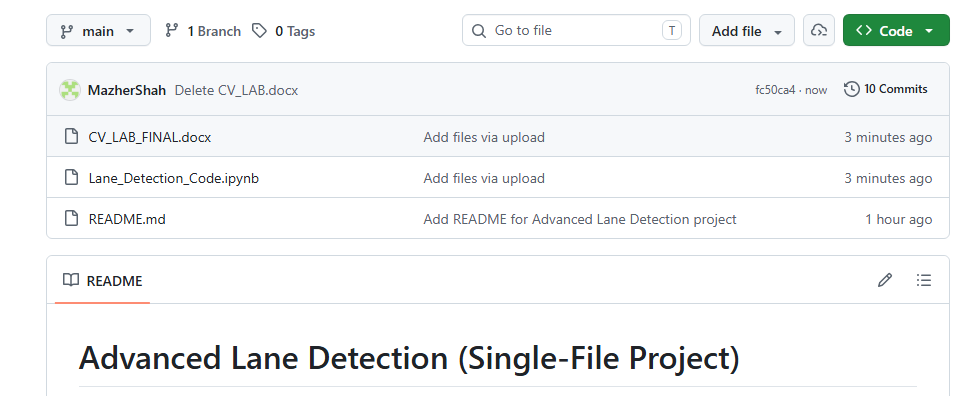 main 1 Branch 0 Tags Go to file T Add file Code
MazherShah Delete CV_LAB.docx fc50ca4 · now 10 Commits
CV_LAB_FINAL.docx Add files via upload 3 minutes ago
Lane_Detection_Code.ipynb Add files via upload 3 minutes ago
README.md Add README for Advanced Lane Detection project 1 hour ago
README
Advanced Lane Detection (Single-File Project)